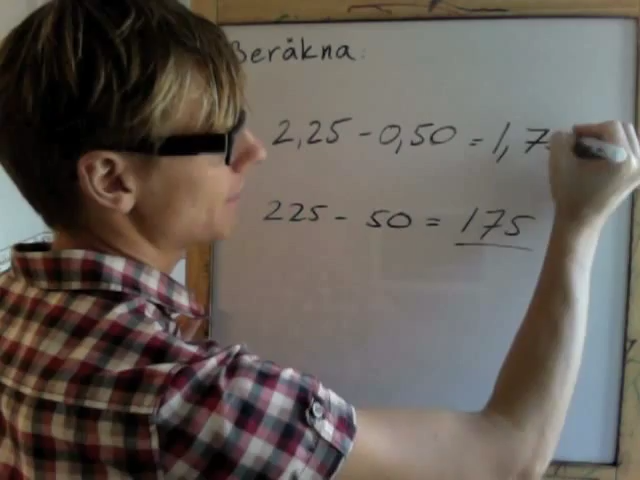 Beräkna:
2,25 - 0,50 = 1,7
225 - 50 = 175